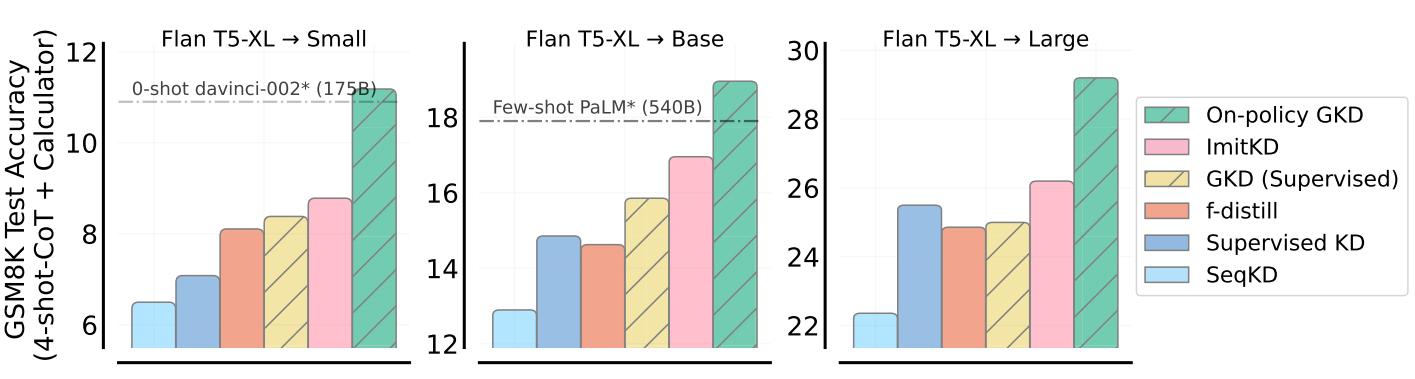 GSM8K Test Accuracy
(4-shot-CoT + Calculator)
Flan T5-XL → Small
12
10
8
6
0-shot davinci-002* (175B)
Flan T5-XL → Base
18
16
14
12
Few-shot PaLM* (540B)
Flan T5-XL → Large
30
28
26
24
22
On-policy GKD
ImitKD
GKD (Supervised)
f-distill
Supervised KD
SeqKD